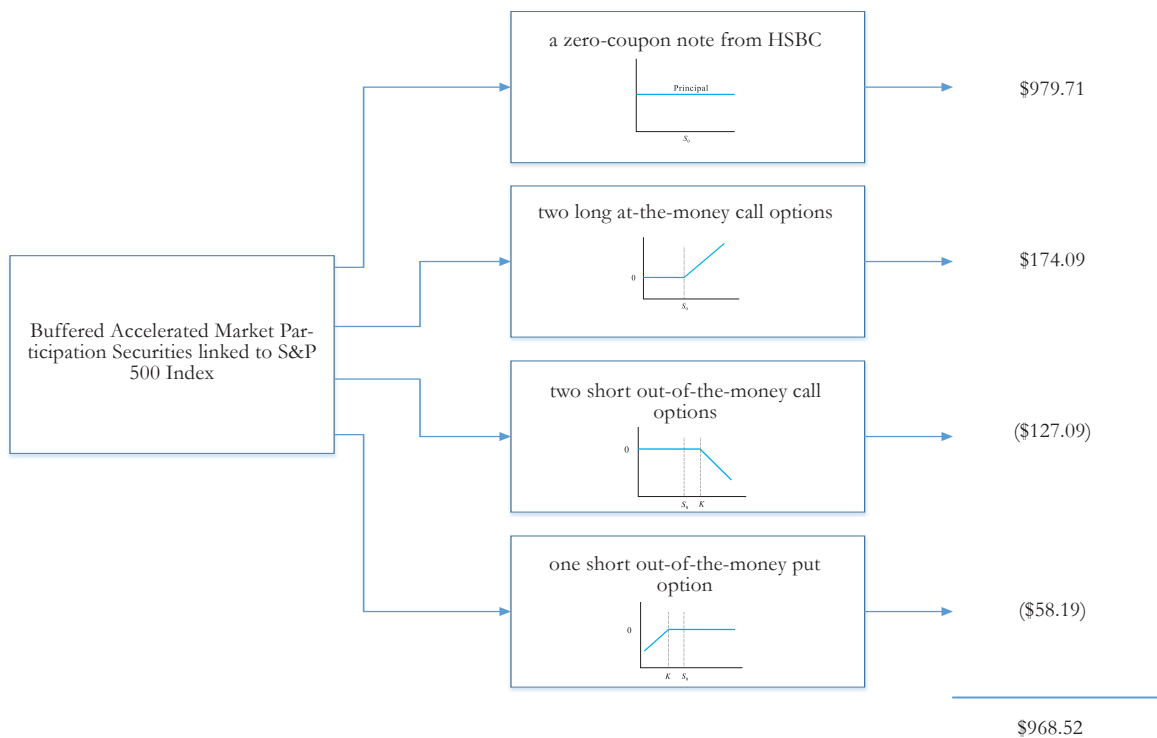 a zero-coupon note from HSBC
Principal
S₀
$979.71
two long at-the-money call options
0
S₀
$174.09
Buffered Accelerated Market Par-
ticipation Securities linked to S&P
500 Index
two short out-of-the-money call
options
0
S₀ K
($127.09)
one short out-of-the-money put
option
0
K S₀
($58.19)
$968.52